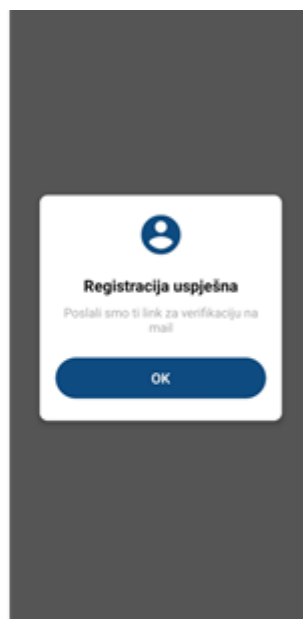 Registracija uspješna
Poslali smo ti link za verifikaciju na
mail
OK